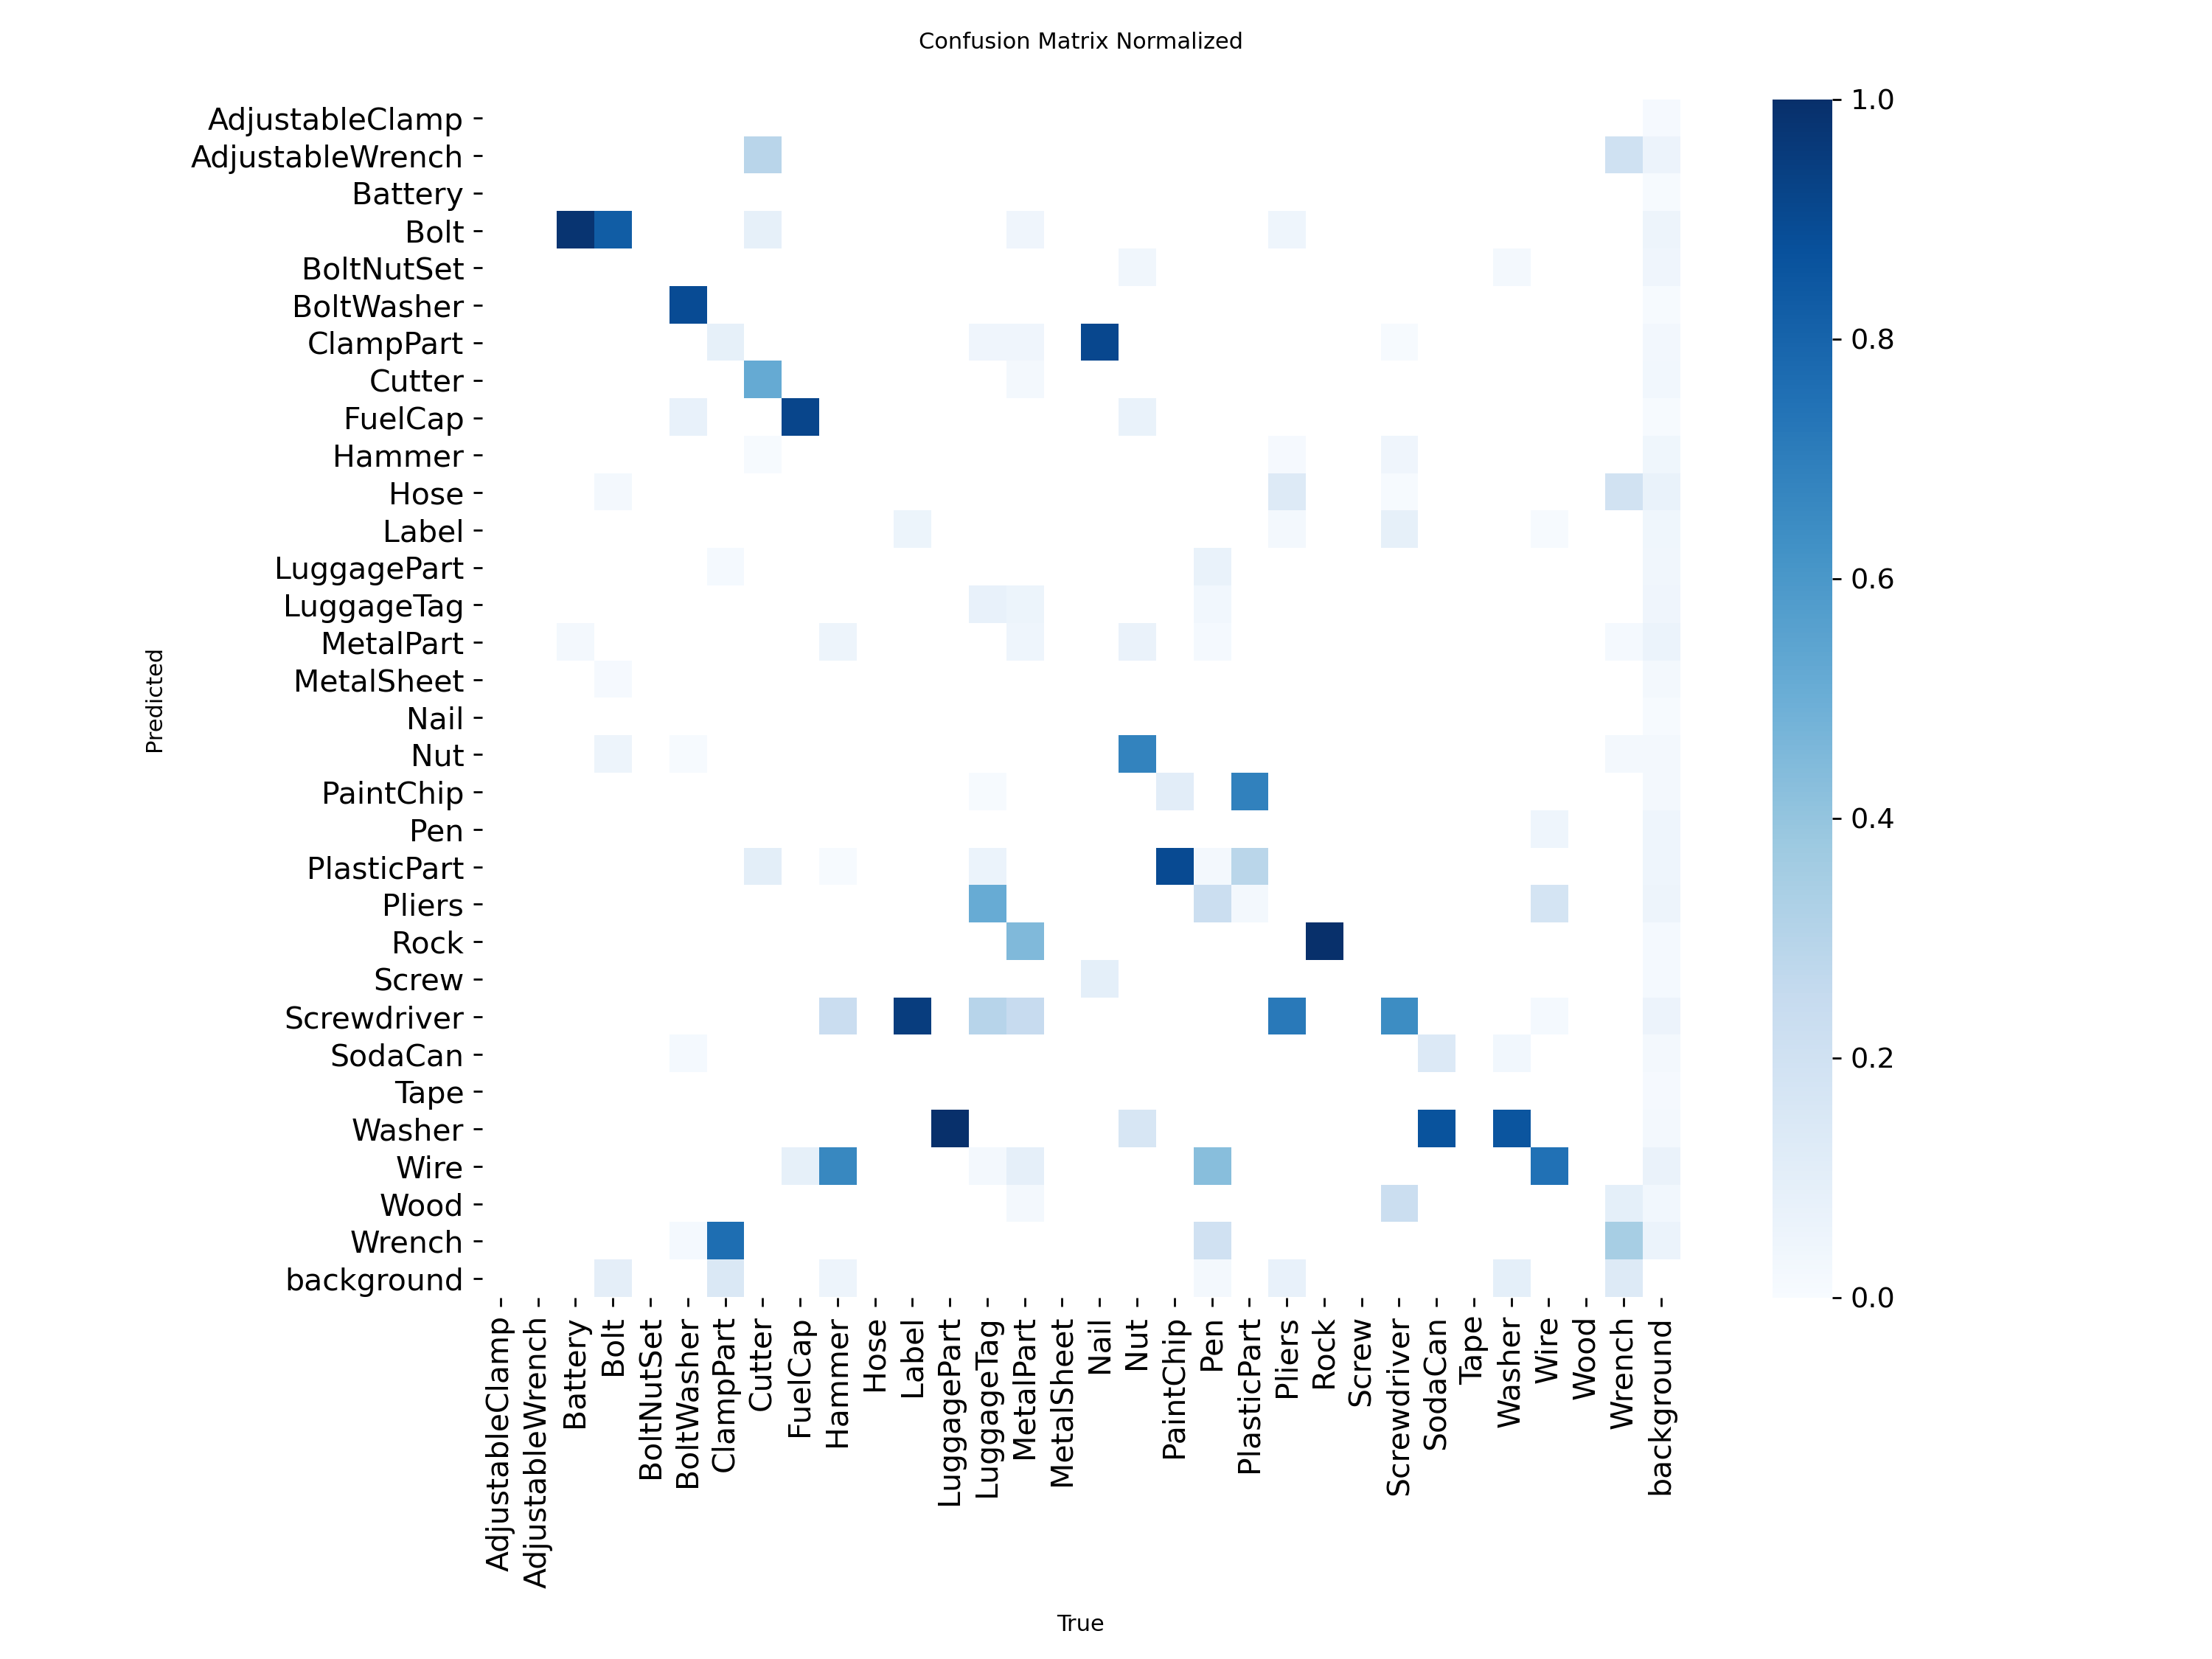 Confusion Matrix Normalized
AdjustableClamp
AdjustableWrench
Battery
Bolt
BoltNutSet
BoltWasher
ClampPart
Cutter
FuelCap
Hammer
Hose
Label
LuggagePart
LuggageTag
MetalPart
MetalSheet
Nail
Nut
PaintChip
Pen
PlasticPart
Pliers
Rock
Screw
Screwdriver
SodaCan
Tape
Washer
Wire
Wood
Wrench
background
Predicted
AdjustableClamp
AdjustableWrench
Battery
Bolt
BoltNutSet
BoltWasher
ClampPart
Cutter
FuelCap
Hammer
Hose
Label
LuggagePart
LuggageTag
MetalPart
MetalSheet
Nail
Nut
PaintChip
Pen
PlasticPart
Pliers
Rock
Screw
Screwdriver
SodaCan
Tape
Washer
Wire
Wood
Wrench
background
True
1.0
0.8
0.6
0.4
0.2
0.0